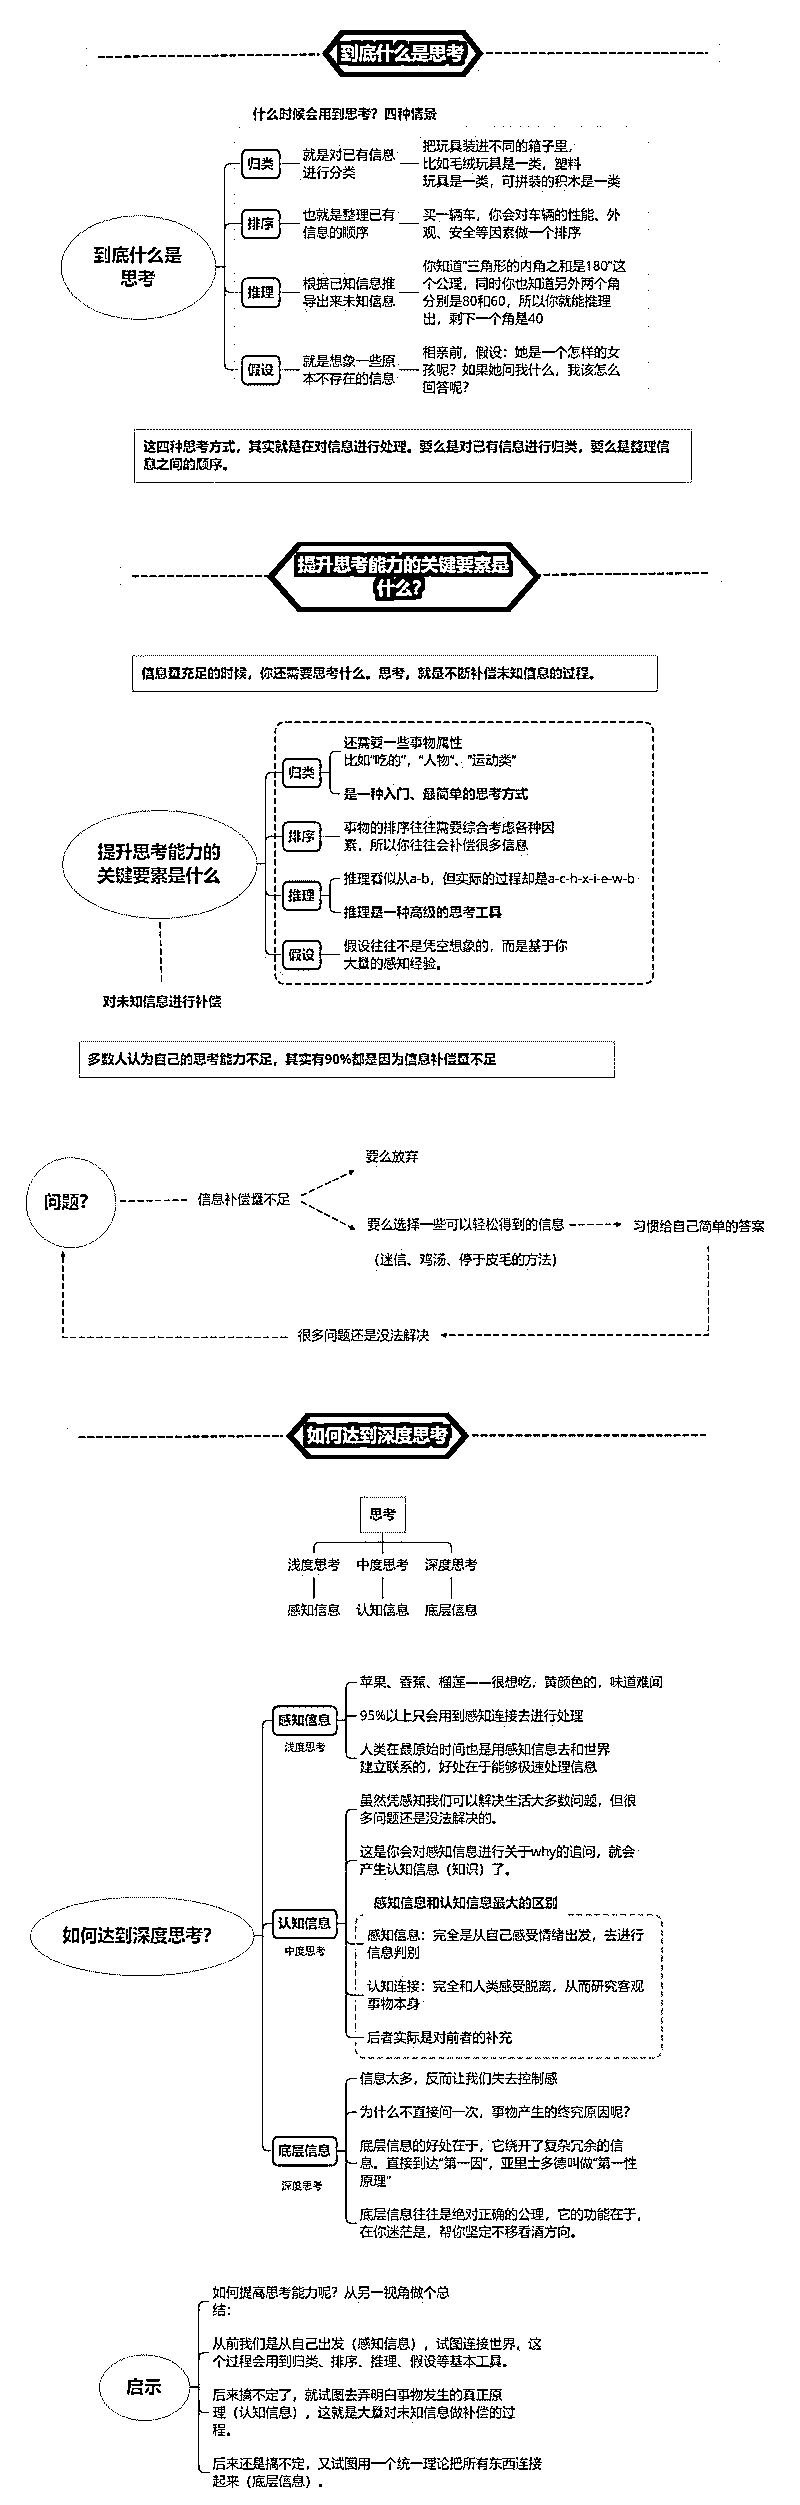 到底什么是思考
什么时候会用到思考？四种情景
到底什么是
思考
归类
就是对已有信息
进行分类
把玩具装进不同的箱子里，
比如毛绒玩具是一类，塑料
玩具是一类，可拼装的积木是一类
排序
也就是整理已有
信息的顺序
买一辆车，你会对车辆的性能、外
观、安全等因素做一个排序
推理
根据已知信息推
导出来未知信息
你知道"三角形的内角之和是180"这
个公理，同时你也知道另外两个角
分别是80和60，所以你就能推理
出，剩下一个角是40
假设
就是想象一些原
本不存在的信息
相亲前，假设：她是一个怎样的女
孩呢？如果她问我什么，我该怎么
回答呢？
这四种思考方式，其实就是在对信息进行处理。要么是对已有信息进行归类，要么是整理信
息之间的顺序。
提升思考能力的关键要素是
什么？
信息量充足的时候，你还需要思考什么。思考，就是不断补偿未知信息的过程。
提升思考能力的
关键要素是什么
对未知信息进行补偿
归类
还需要一些事物属性
比如"吃的"，"人物"、"运动类"
是一种入门、最简单的思考方式
排序
事物的排序往往需要综合考虑各种因
素，所以你往往会补偿很多信息
推理
推理看似从a-b，但实际的过程却是a-c-h-x-i-e-w-b
推理是一种高级的思考工具
假设
假设往往不是凭空想象的，而是基于你
大量的感知经验。
多数人认为自己的思考能力不足，其实有90%都是因为信息补偿量不足
问题？
信息补偿量不足
要么放弃
要么选择一些可以轻松得到的信息
（迷信、鸡汤、停于皮毛的方法）
习惯给自己简单的答案
很多问题还是没法解决
如何达到深度思考
思考
浅度思考 中度思考 深度思考
感知信息 认知信息 底层信息
如何达到深度思考？
感知信息
浅度思考
苹果、香蕉、榴莲——很想吃，黄颜色的，味道难闻
95%以上只会用到感知连接去进行处理
人类在最原始时间也是用感知信息去和世界
建立联系的，好处在于能够极速处理信息
认知信息
中度思考
虽然凭感知我们可以解决生活大多数问题，但很
多问题还是没法解决的。
这是你会对感知信息进行关于why的追问，就会
产生认知信息（知识）了。
感知信息和认知信息最大的区别
感知信息：完全是从自己感受情绪出发，去进行
信息判别
认知连接：完全和人类感受脱离，从而研究客观
事物本身
后者实际是对前者的补充
底层信息
深度思考
信息太多，反而让我们失去控制感
为什么不直接问一次，事物产生的终究原因呢？
底层信息的好处在于，它绕开了复杂冗余的信
息。直接到达"第一因"，亚里士多德叫做"第一性
原理"
底层信息往往是绝对正确的公理，它的功能在于，
在你迷茫是，帮你坚定不移看清方向。
启示
如何提高思考能力呢？从另一视角做个总
结：
从前我们是从自己出发（感知信息），试图连接世界，这
个过程会用到归类、排序、推理、假设等基本工具。
后来搞不定了，就试图去弄明白事物发生的真正原
理（认知信息），这就是大量对未知信息做补偿的过
程。
后来还是搞不定，又试图用一个统一理论把所有东西连接
起来（底层信息）。